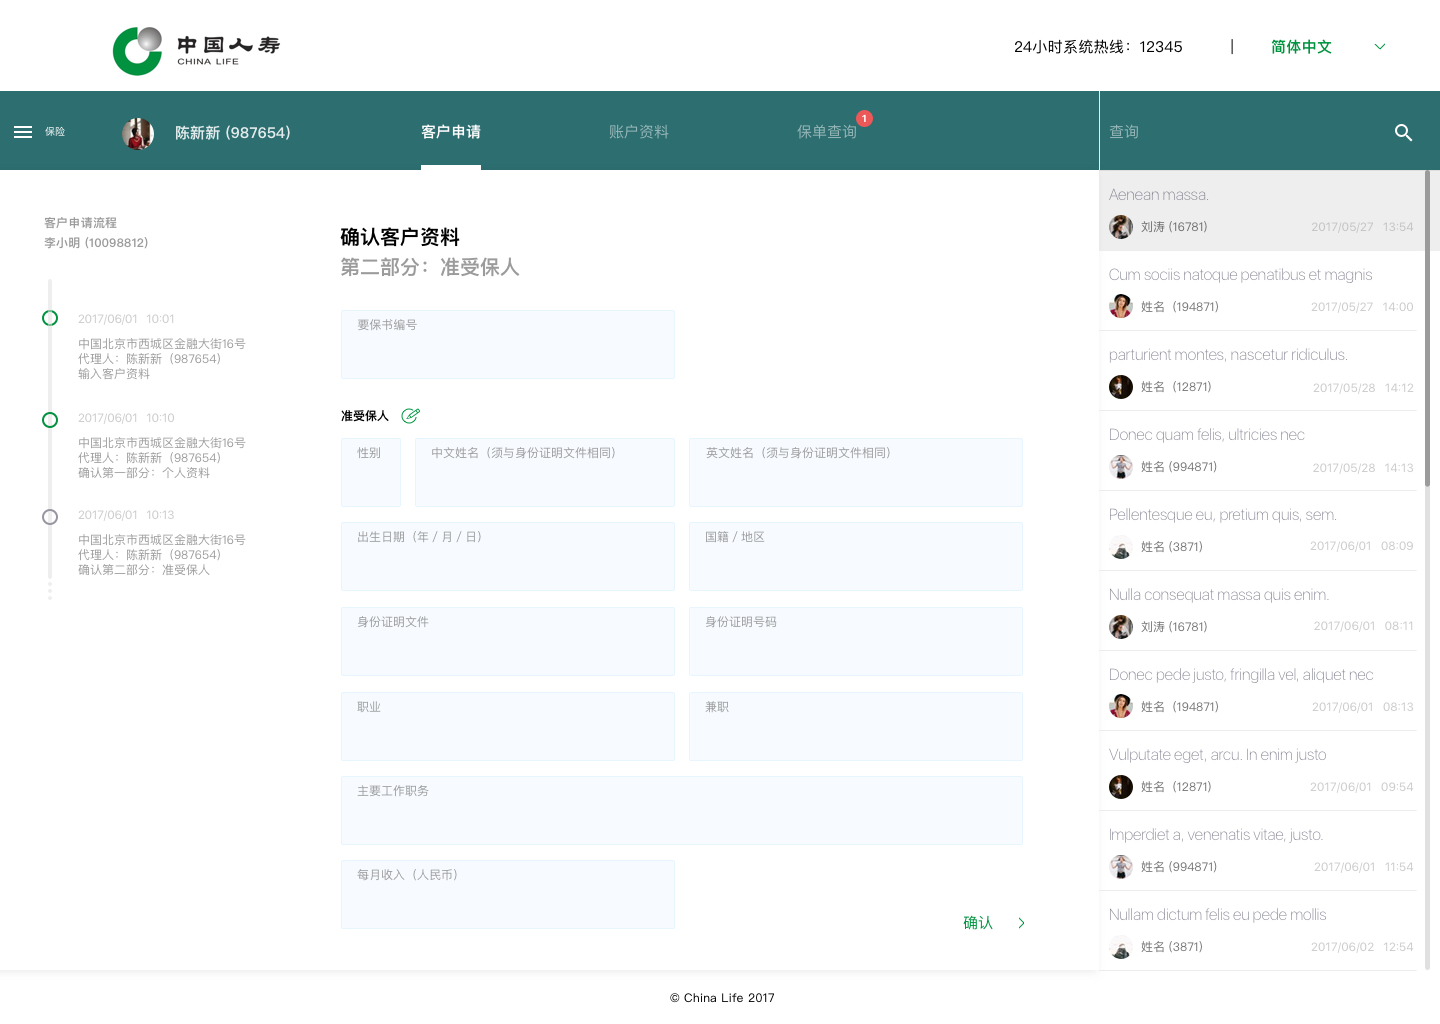 中国人寿
CHINA LIFE
24小时系统热线：12345
|
简体中文
保险
陈新新 (987654)
客户申请
账户资料
保单查询
1
查询
客户申请流程
李小明 (10098812)
2017/06/01 10:01
中国北京市西城区金融大街16号
代理人：陈新新（987654）
输入客户资料
2017/06/01 10:10
中国北京市西城区金融大街16号
代理人：陈新新（987654）
确认第一部分：个人资料
2017/06/01 10:13
中国北京市西城区金融大街16号
代理人：陈新新（987654）
确认第二部分：准受保人
确认客户资料
第二部分：准受保人
要保书编号
准受保人
性别
中文姓名（须与身份证明文件相同）
英文姓名（须与身份证明文件相同）
出生日期（年 / 月 / 日）
国籍 / 地区
身份证明文件
身份证明号码
职业
兼职
主要工作职务
每月收入（人民币）
确认
Aenean massa.
刘涛 (16781)
2017/05/27 13:54
Cum sociis natoque penatibus et magnis
姓名（194871)
2017/05/27 14:00
parturient montes, nascetur ridiculus.
姓名（12871)
2017/05/28 14:12
Donec quam felis, ultricies nec
姓名 (994871)
2017/05/28 14:13
Pellentesque eu, pretium quis, sem.
姓名 (3871)
2017/06/01 08:09
Nulla consequat massa quis enim.
刘涛 (16781)
2017/06/01 08:11
Donec pede justo, fringilla vel, aliquet nec
姓名（194871)
2017/06/01 08:13
Vulputate eget, arcu. In enim justo
姓名（12871)
2017/06/01 09:54
Imperdiet a, venenatis vitae, justo.
姓名 (994871)
2017/06/01 11:54
Nullam dictum felis eu pede mollis
姓名 (3871)
2017/06/02 12:54
© China Life 2017